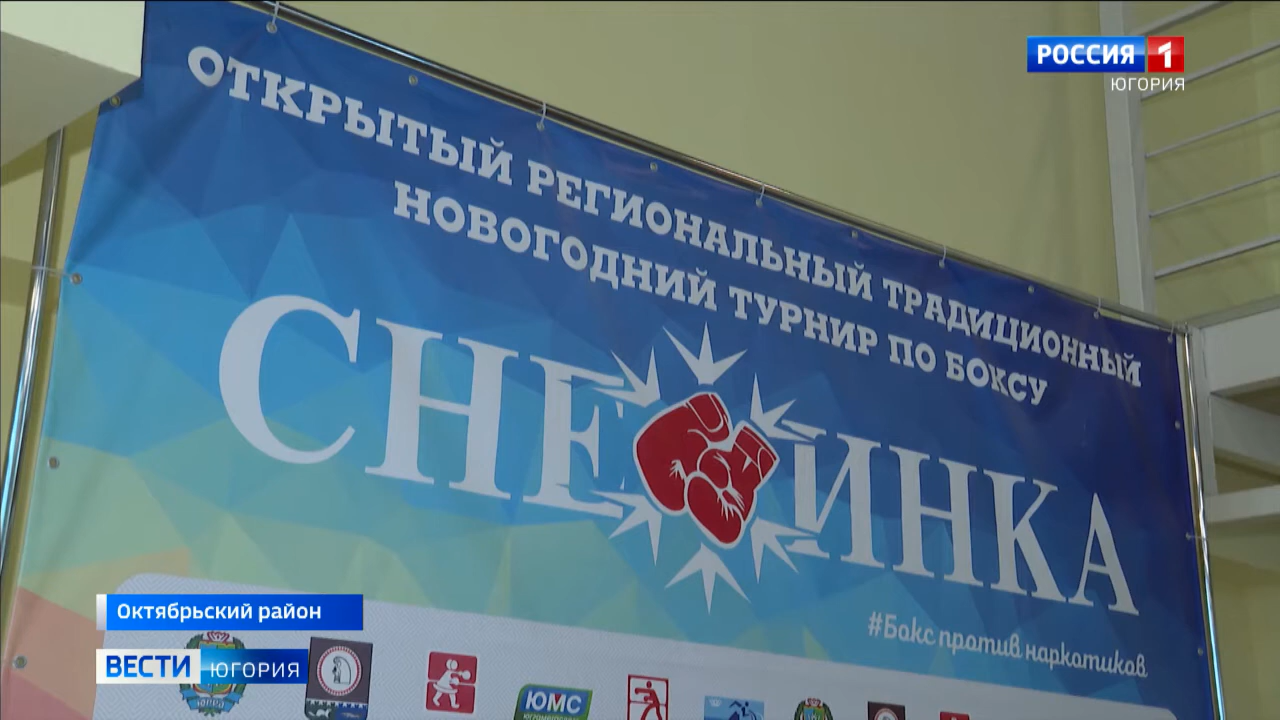 РОССИЯ 1
ЮГОРИЯ
ОТКРЫТЫЙ РЕГИОНАЛЬНЫЙ ТРАДИЦИОННЫЙ
НОВОГОДНИЙ ТУРНИР ПО БОКСУ
СНЕ ИНКА
#Бокс против наркотиков
Октябрьский район
ВЕСТИ ЮГОРИЯ
ЮГРА
ЮМС